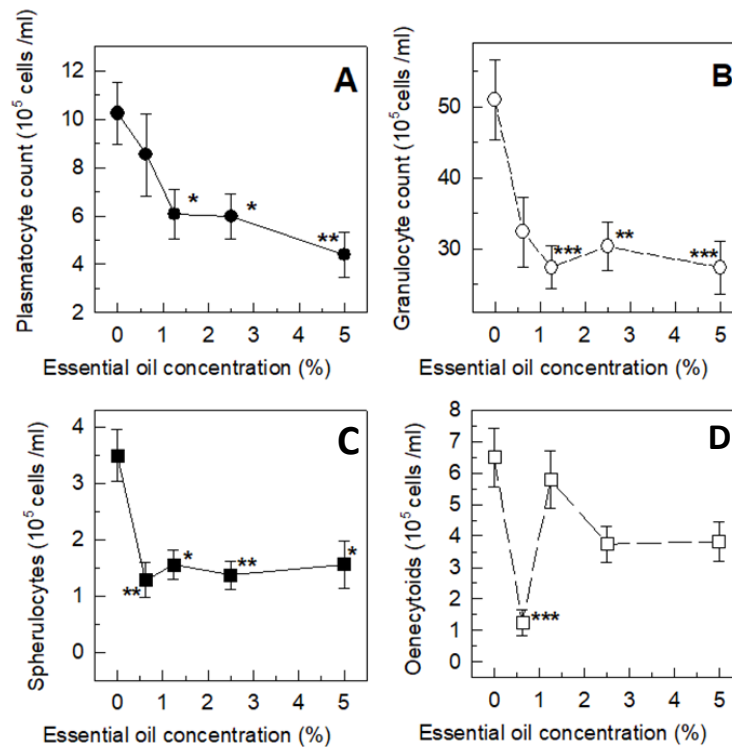 A
Plasmatocyte count (10⁵ cells /ml)
12
10
8
6
4
2
*
*
**
0 1 2 3 4 5
Essential oil concentration (%)
B
Granulocyte count (10⁵cells /ml)
50
30
10
***
**
***
0 1 2 3 4 5
Essential oil concentration (%)
C
Spherulocytes (10⁵ cells /ml)
4
3
2
1
0
**
*
**
*
0 1 2 3 4 5
Essential oil concentration (%)
D
Oenecytoids (10⁵ cells /ml)
8
7
6
5
4
3
2
1
0
***
0 1 2 3 4 5
Essential oil concentration (%)